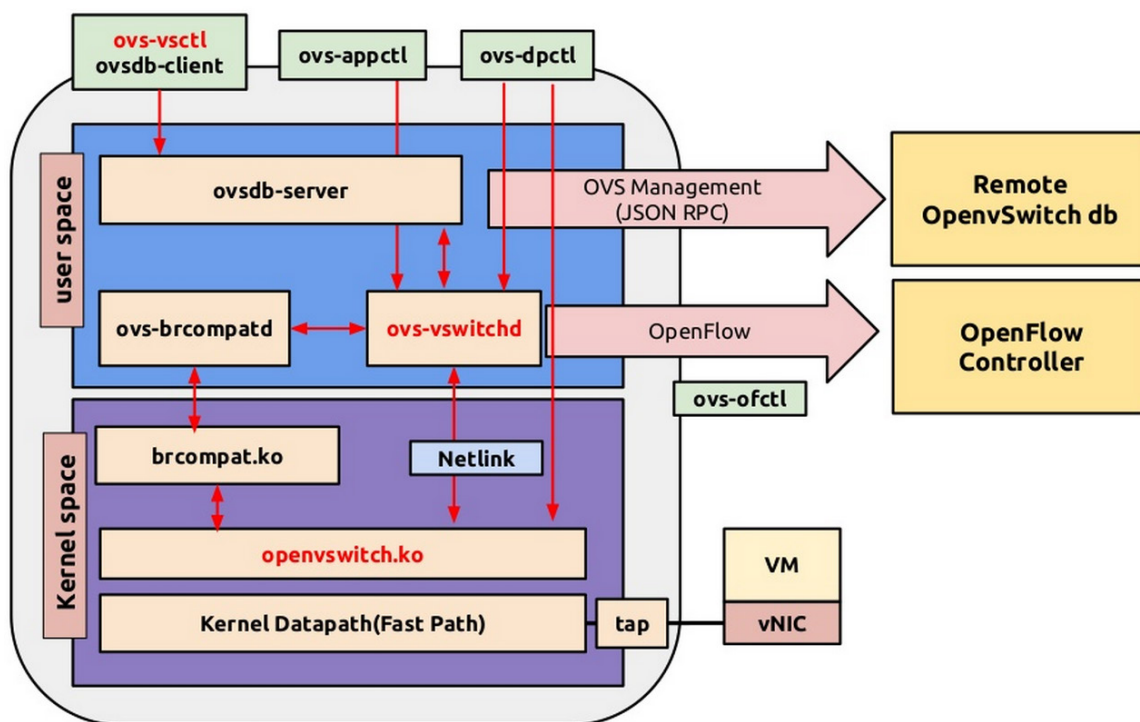 ovs-vsctl
ovsdb-client
ovs-appctl
ovs-dpctl
user space
ovsdb-server
OVS Management
(JSON RPC)
Remote
OpenvSwitch db
ovs-brcompatd
ovs-vswitchd
OpenFlow
OpenFlow
Controller
ovs-ofctl
Kernel space
brcompat.ko
Netlink
openvswitch.ko
Kernel Datapath(Fast Path)
tap
VM
vNIC